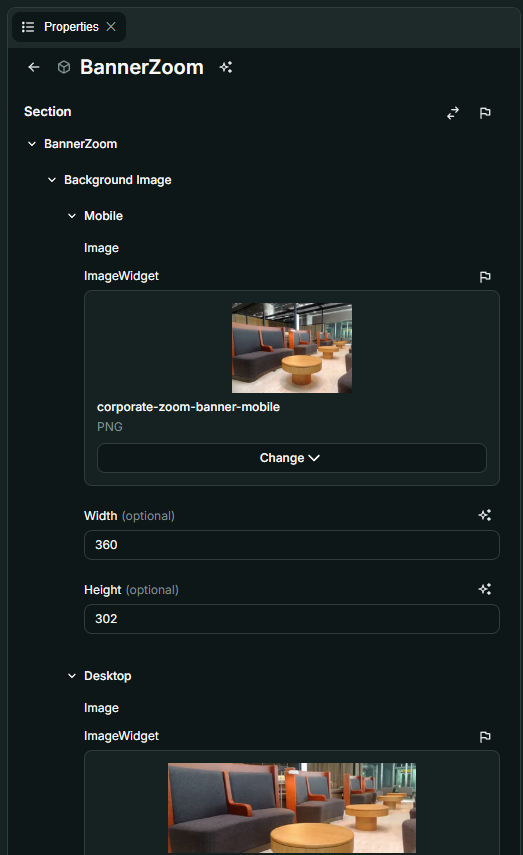 Properties
BannerZoom
Section
BannerZoom
Background Image
Mobile
Image
ImageWidget
corporate-zoom-banner-mobile
PNG
Change
Width (optional)
360
Height (optional)
302
Desktop
Image
ImageWidget